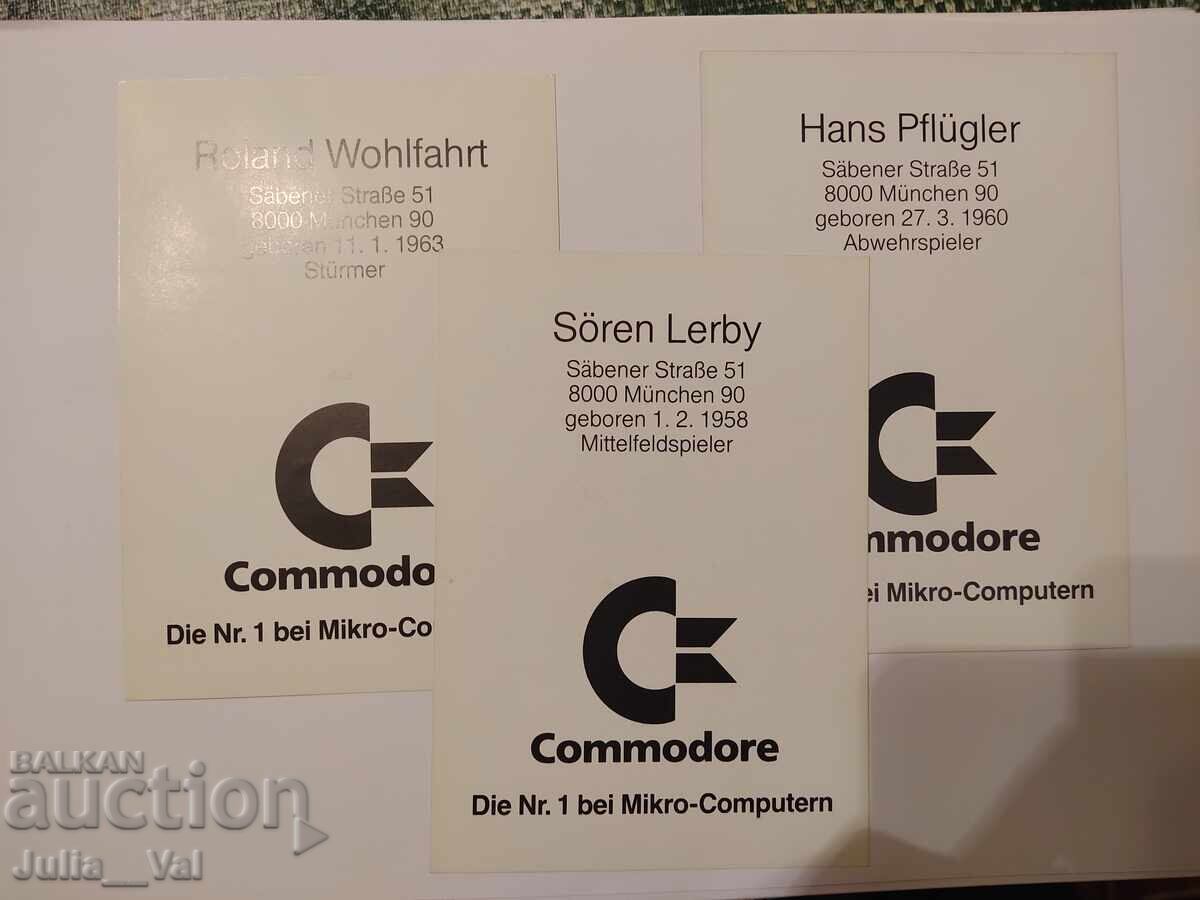 Roland Wohlfahrt
Säbener Straße 51
8000 München 90
geboren 11. 1. 1963
Stürmer
Commodo
Die Nr. 1 bei Mikro-Co
Sören Lerby
Säbener Straße 51
8000 München 90
geboren 1. 2. 1958
Mittelfeldspieler
Commodore
Die Nr. 1 bei Mikro-Computern
Hans Pflügler
Säbener Straße 51
8000 München 90
geboren 27. 3. 1960
Abwehrspieler
mmodore
ei Mikro-Computern
BALKAN
auction
Julia__Val